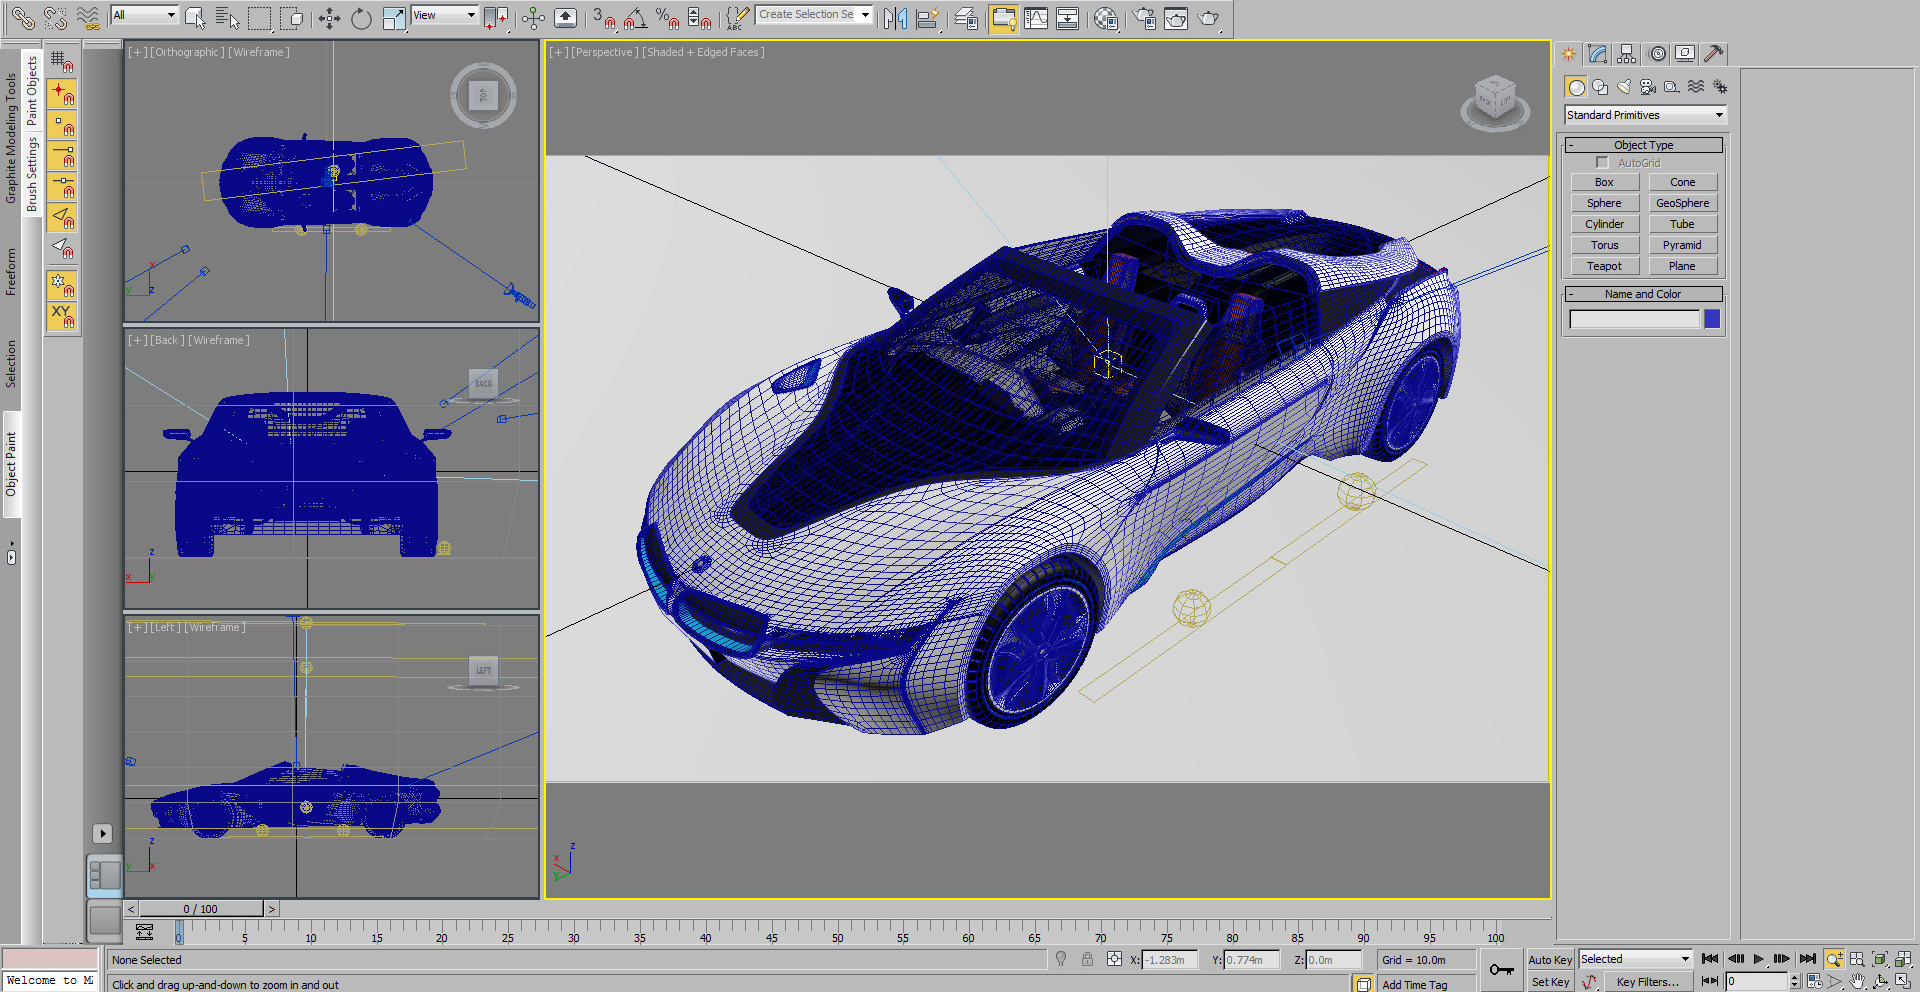 All
View
3
%
ABC
Create Selection Se
Graphite Modeling Tools
Freeform
Selection
Object Paint
Paint Objects
Brush Settings
XY
[+] [Orthographic] [Wireframe]
TOP
x
y
z
[+] [Back] [Wireframe]
BACK
z
x
y
[+] [Left] [Wireframe]
LEFT
z
y
x
[+] [Perspective] [Shaded + Edged Faces]
z
x
y
Standard Primitives
- Object Type
AutoGrid
Box Cone
Sphere GeoSphere
Cylinder Tube
Torus Pyramid
Teapot Plane
- Name and Color
< 0 / 100 >
0 5 10 15 20 25 30 35 40 45 50 55 60 65 70 75 80 85 90 95 100
None Selected
X: -1.283m Y: 0.774m Z: 0.0m
Grid = 10.0m
Auto Key
Selected
Welcome to
Click and drag up-and-down to zoom in and out
Add Time Tag
Set Key
Key Filters...
0